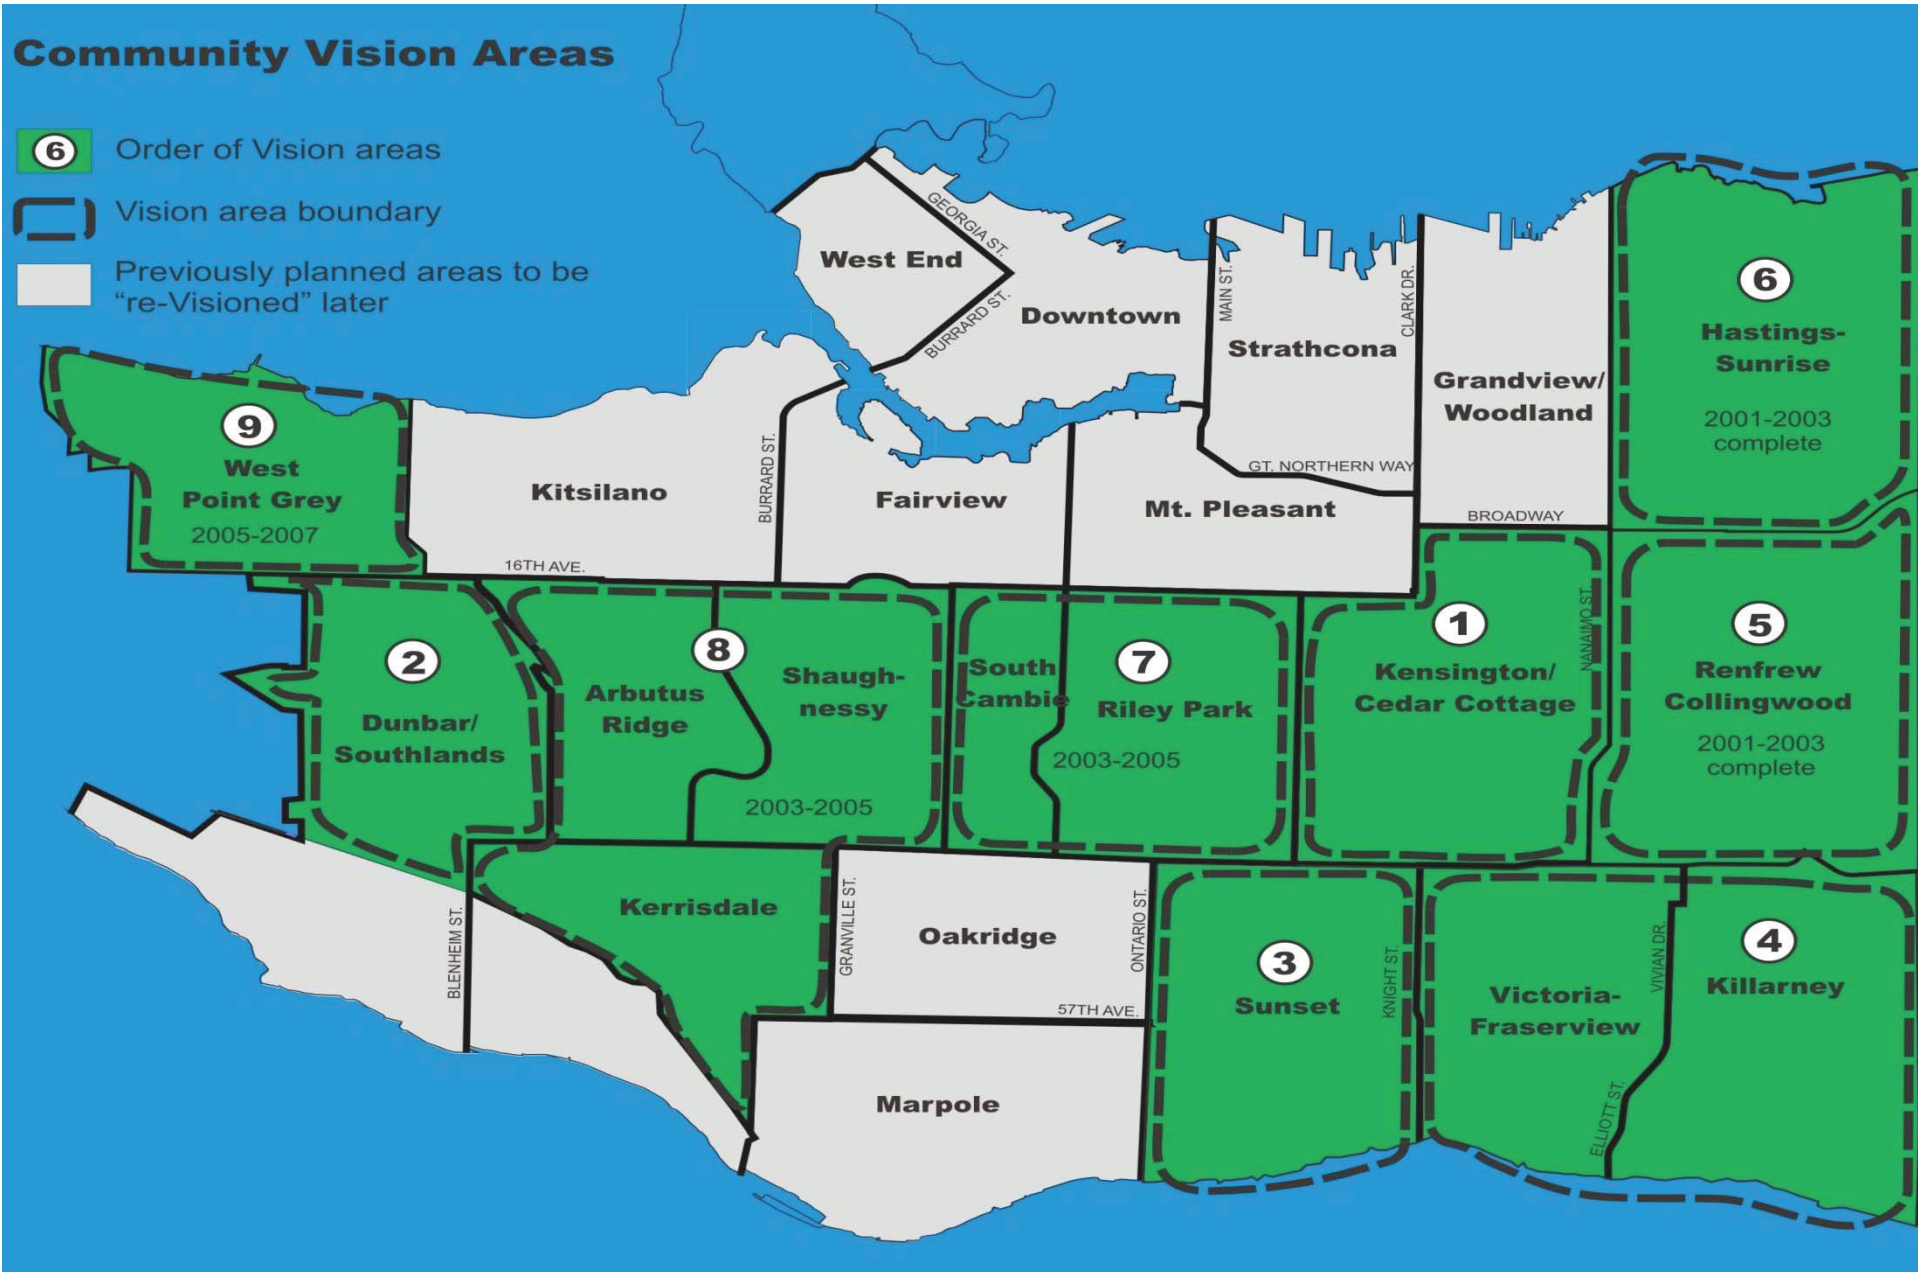 Community Vision Areas
6
Order of Vision areas
Vision area boundary
Previously planned areas to be
“re-Visioned” later
West End
GEORGIA ST.
BURRARD ST.
Downtown
MAIN ST.
Strathcona
CLARK DR.
Grandview/
Woodland
6
Hastings-
Sunrise
2001-2003
complete
9
West
Point Grey
2005-2007
Kitsilano
BURRARD ST.
Fairview
Mt. Pleasant
GT. NORTHERN WAY
BROADWAY
16TH AVE.
2
Dunbar/
Southlands
8
Arbutus
Ridge
Shaugh-
nessy
2003-2005
South
Cambie
7
Riley Park
2003-2005
1
Kensington/
Cedar Cottage
NANAIMO ST.
5
Renfrew
Collingwood
2001-2003
complete
BLENHEIM ST.
Kerrisdale
GRANVILLE ST.
Oakridge
ONTARIO ST.
57TH AVE.
3
Sunset
KNIGHT ST.
Victoria-
Fraserview
VIVIAN DR.
4
Killarney
ELLIOTT ST.
Marpole